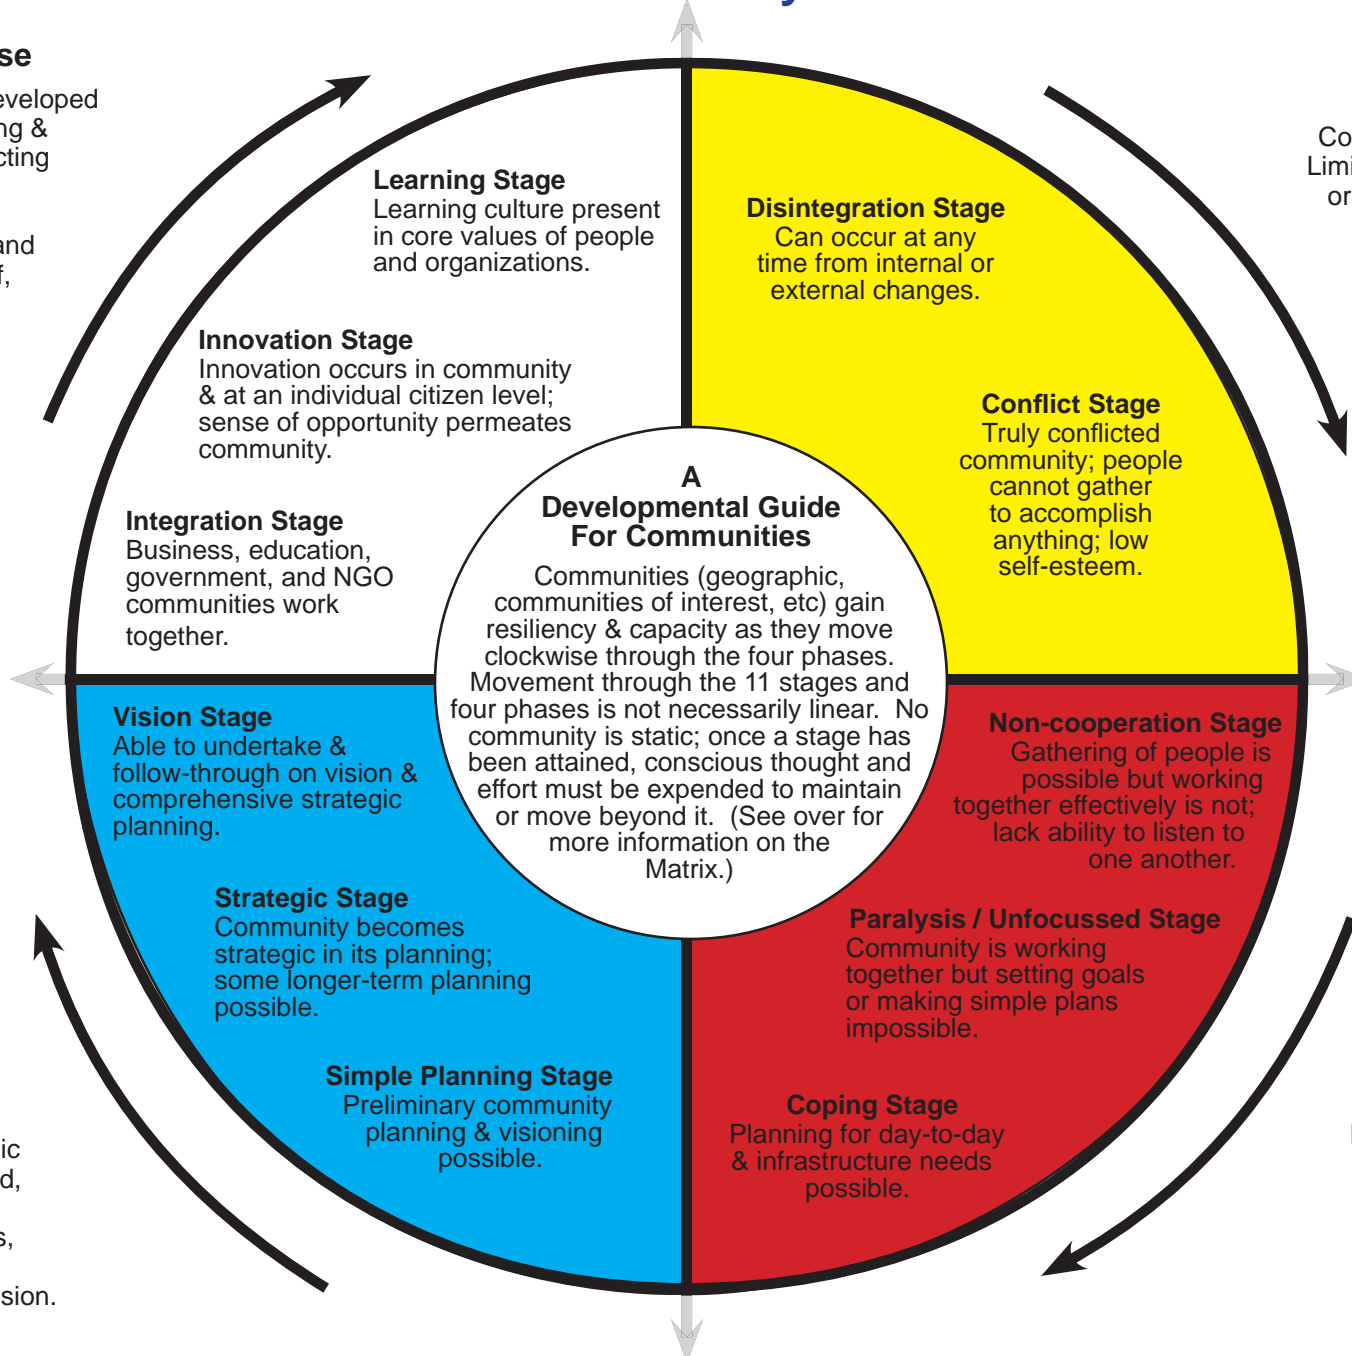 Learning Stage
Learning culture present
in core values of people
and organizations.
Innovation Stage
Innovation occurs in community
& at an individual citizen level;
sense of opportunity permeates
community.
Integration Stage
Business, education,
government, and NGO
communities work
together.
Disintegration Stage
Can occur at any
time from internal or
external changes.
Conflict Stage
Truly conflicted
community; people
cannot gather
to accomplish
anything; low
self-esteem.
A
Developmental Guide
For Communities
Communities (geographic,
communities of interest, etc) gain
resiliency & capacity as they move
clockwise through the four phases.
Movement through the 11 stages and
four phases is not necessarily linear.  No
community is static; once a stage has
been attained, conscious thought and
effort must be expended to maintain
or move beyond it.  (See over for
more information on the
Matrix.)
Vision Stage
Able to undertake &
follow-through on vision &
comprehensive strategic
planning.
Strategic Stage
Community becomes
strategic in its planning;
some longer-term planning
possible.
Simple Planning Stage
Preliminary community
planning & visioning
possible.
Non-cooperation Stage
Gathering of people is
possible but working
together effectively is not;
lack ability to listen to
one another.
Paralysis / Unfocussed Stage
Community is working
together but setting goals
or making simple plans
impossible.
Coping Stage
Planning for day-to-day
& infrastructure needs
possible.
se
eveloped
ng &
cting
and
f,
Co
Limi
or
ic
d,
s,
sion.